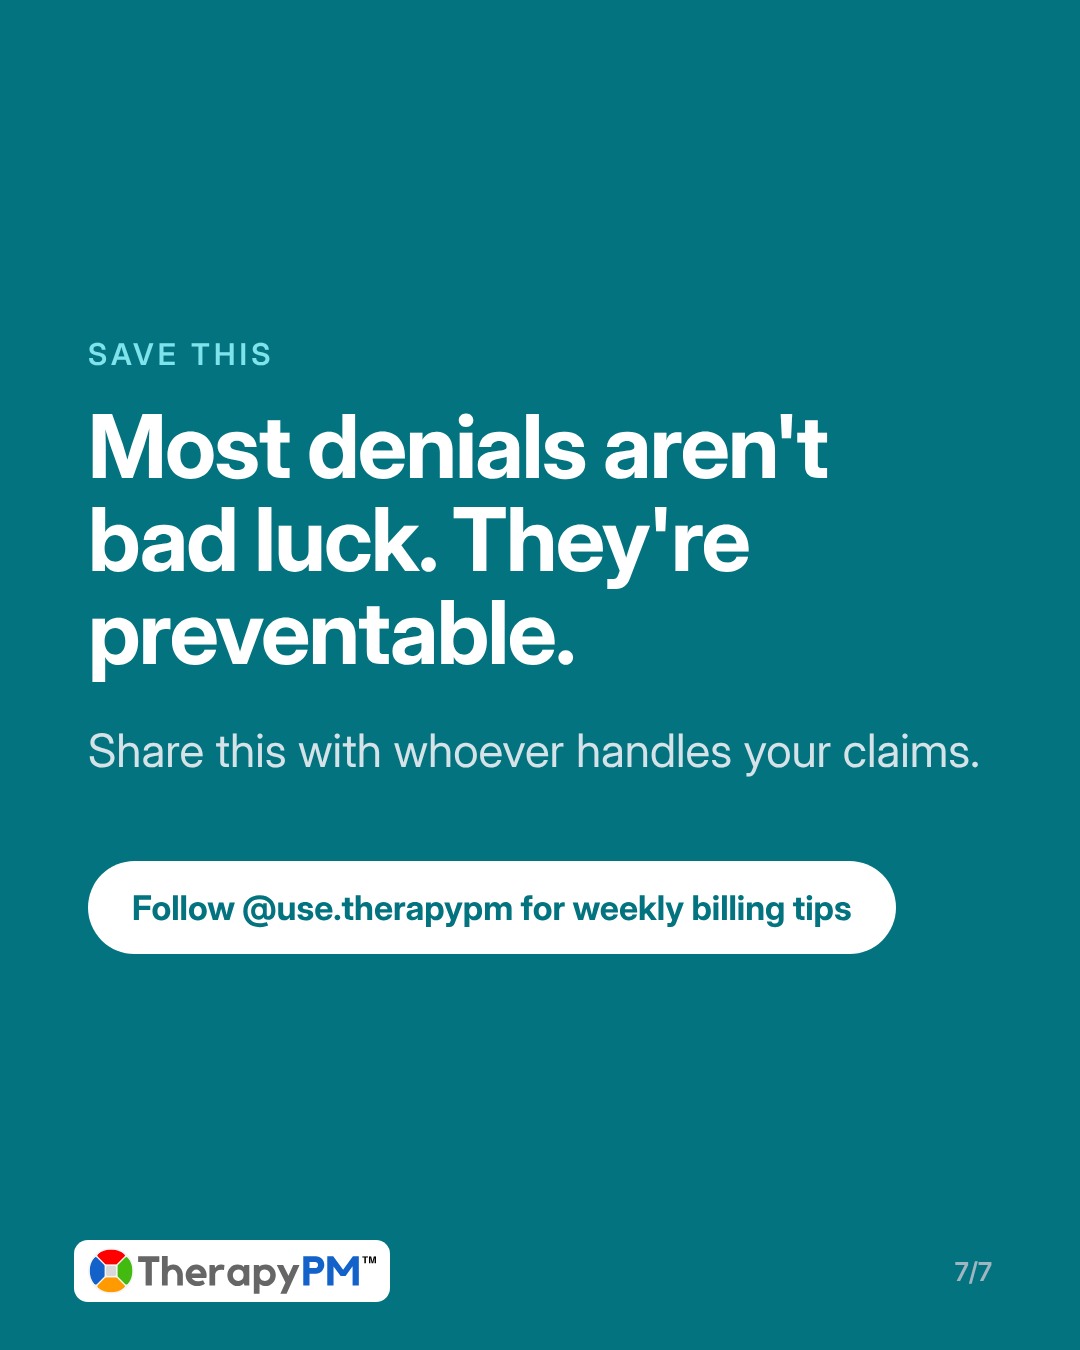 SAVE THIS
Most denials aren't
bad luck. They're
preventable.
Share this with whoever handles your claims.
Follow @use.therapypm for weekly billing tips
TherapyPM™
7/7